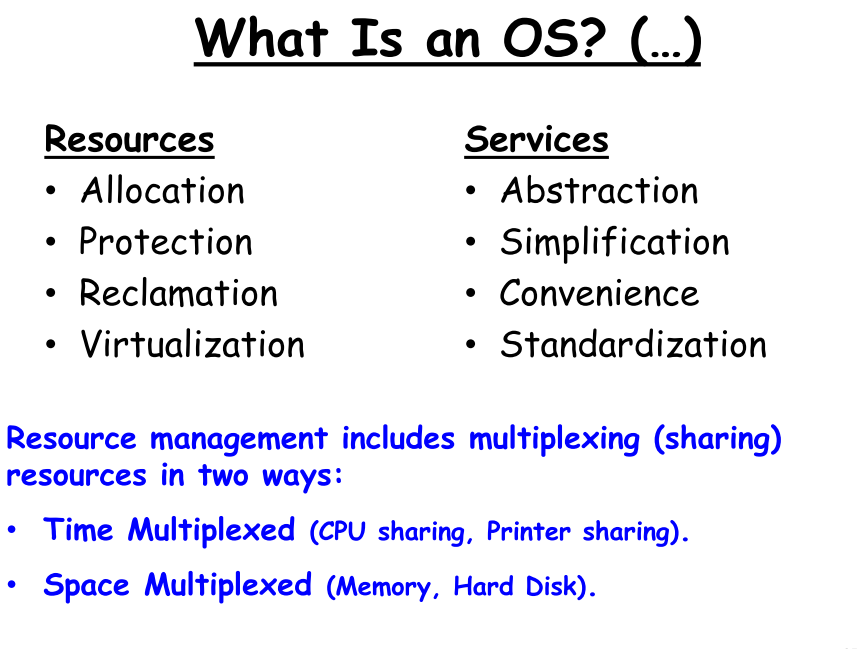 What Is an OS? (…)
Resources
• Allocation
• Protection
• Reclamation
• Virtualization
Services
• Abstraction
• Simplification
• Convenience
• Standardization
Resource management includes multiplexing (sharing)
resources in two ways:
• Time Multiplexed (CPU sharing, Printer sharing).
• Space Multiplexed (Memory, Hard Disk).